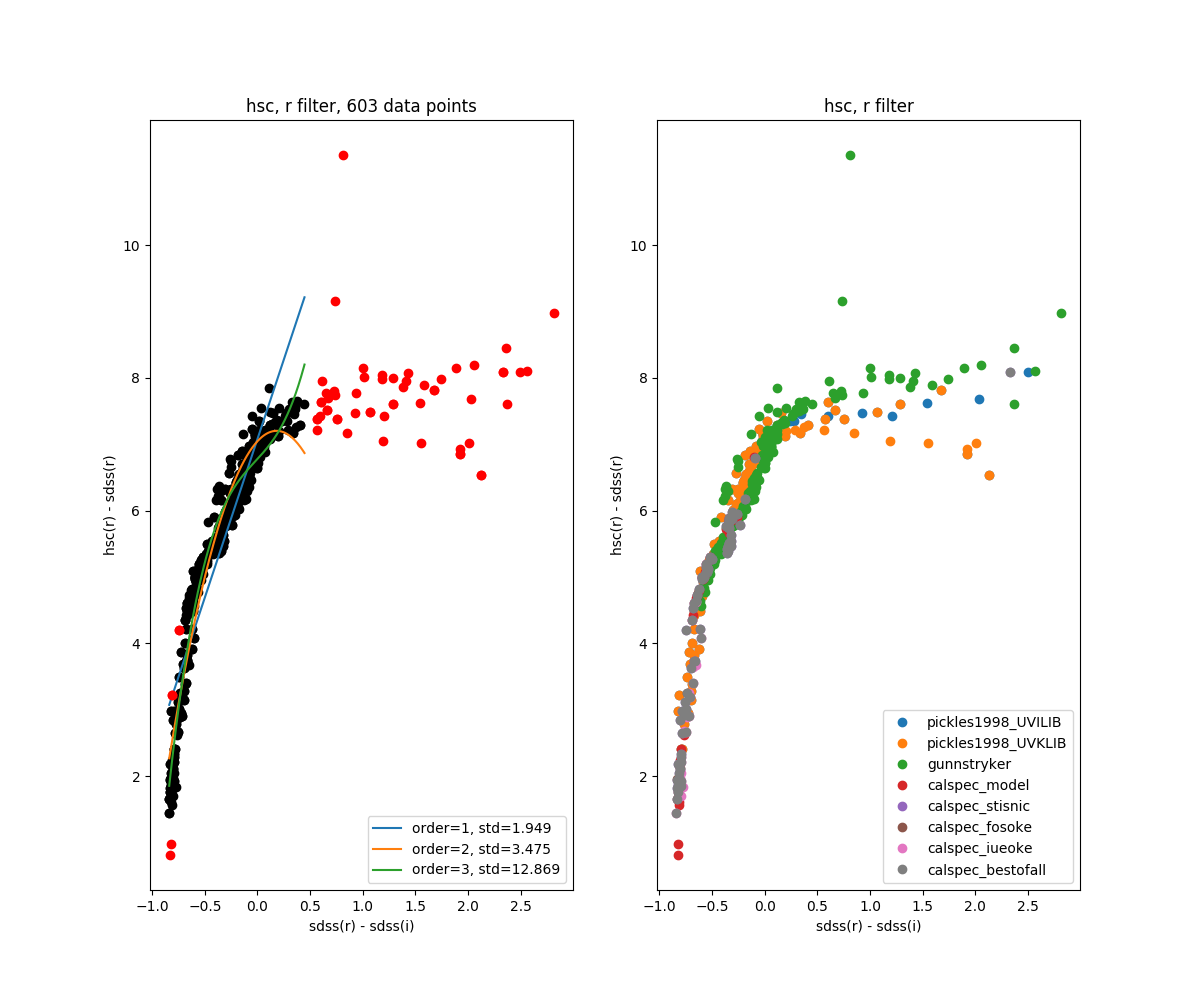 hsc, r filter, 603 data points
10
8
6
4
2
hsc(r) - sdss(r)
−1.0 −0.5 0.0 0.5 1.0 1.5 2.0 2.5
sdss(r) - sdss(i)
order=1, std=1.949
order=2, std=3.475
order=3, std=12.869
hsc, r filter
10
8
6
4
2
hsc(r) - sdss(r)
−1.0 −0.5 0.0 0.5 1.0 1.5 2.0 2.5
sdss(r) - sdss(i)
pickles1998_UVILIB
pickles1998_UVKLIB
gunnstryker
calspec_model
calspec_stisnic
calspec_fosoke
calspec_iueoke
calspec_bestofall